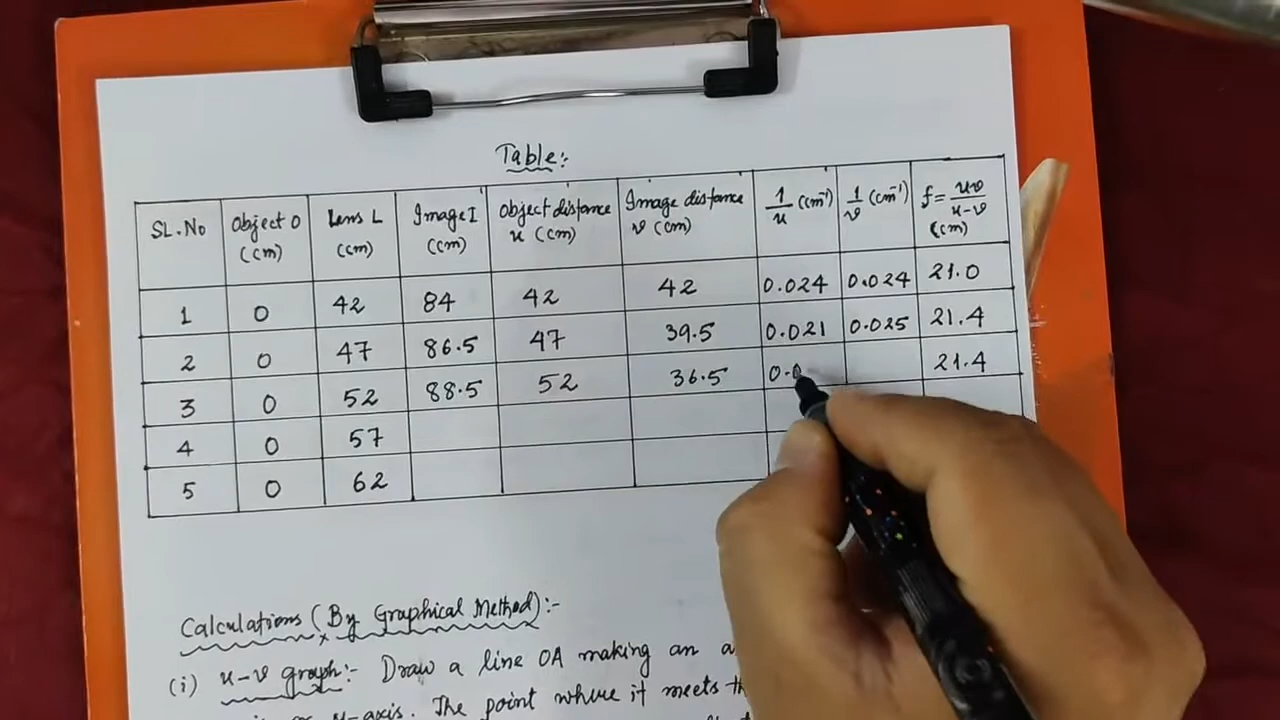 Table:
SL.No Object O (cm) Lens L (cm) Image I (cm) Object distance u (cm) Image distance v (cm) 1/u (cm⁻¹) 1/v (cm⁻¹) f = uv/u-v (cm)
1 0 42 84 42 42 0.024 0.024 21.0
2 0 47 86.5 47 39.5 0.021 0.025 21.4
3 0 52 88.5 52 36.5 0.0 21.4
4 0 57
5 0 62
Calculations (By Graphical Method):-
(i) u-v graph:- Draw a line OA making an
u-axis. The point where it meets